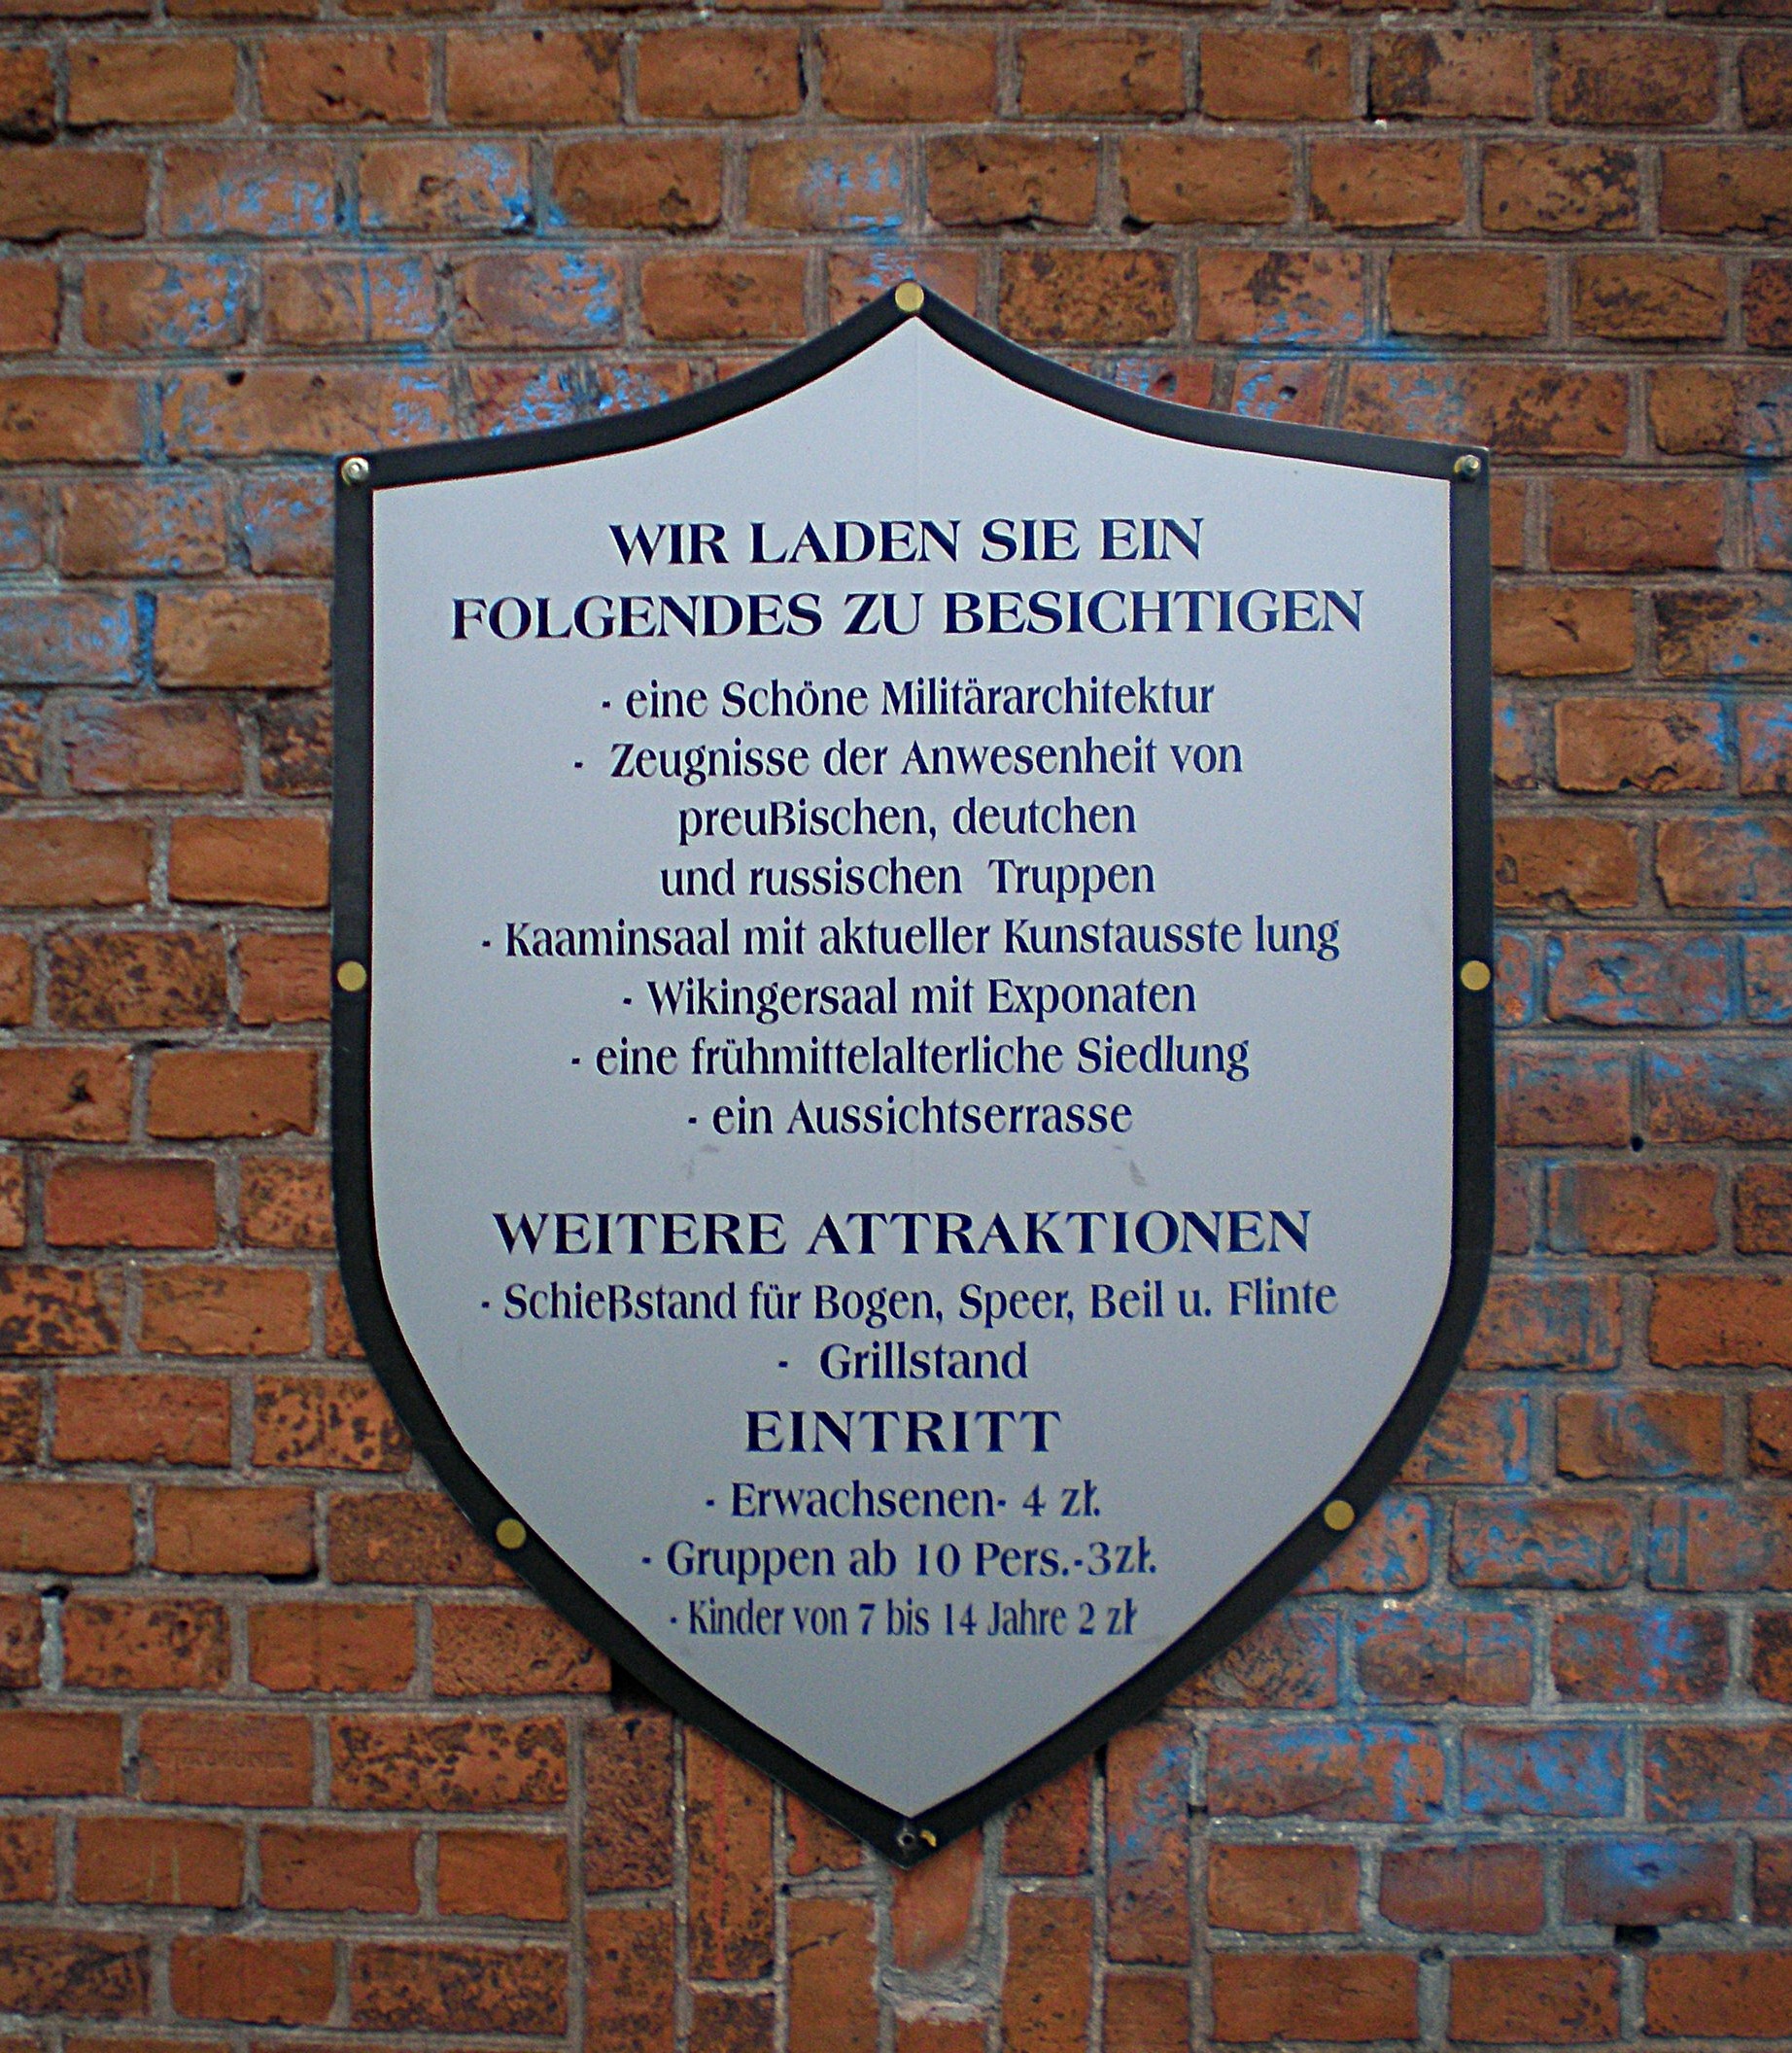 WIR LADEN SIE EIN
FOLGENDES ZU BESICHTIGEN
- eine Schöne Militärarchitektur
- Zeugnisse der Anwesenheit von
preußischen, deutchen
und russischen Truppen
- Kaaminsaal mit aktueller Kunstausste lung
- Wikingersaal mit Exponaten
- eine frühmittelalterliche Siedlung
- ein Aussichtserrasse
WEITERE ATTRAKTIONEN
- Schießstand für Bogen, Speer, Beil u. Flinte
- Grillstand
EINTRITT
- Erwachsenen- 4 zł.
- Gruppen ab 10 Pers.-3zł.
- Kinder von 7 bis 14 Jahre 2 zł